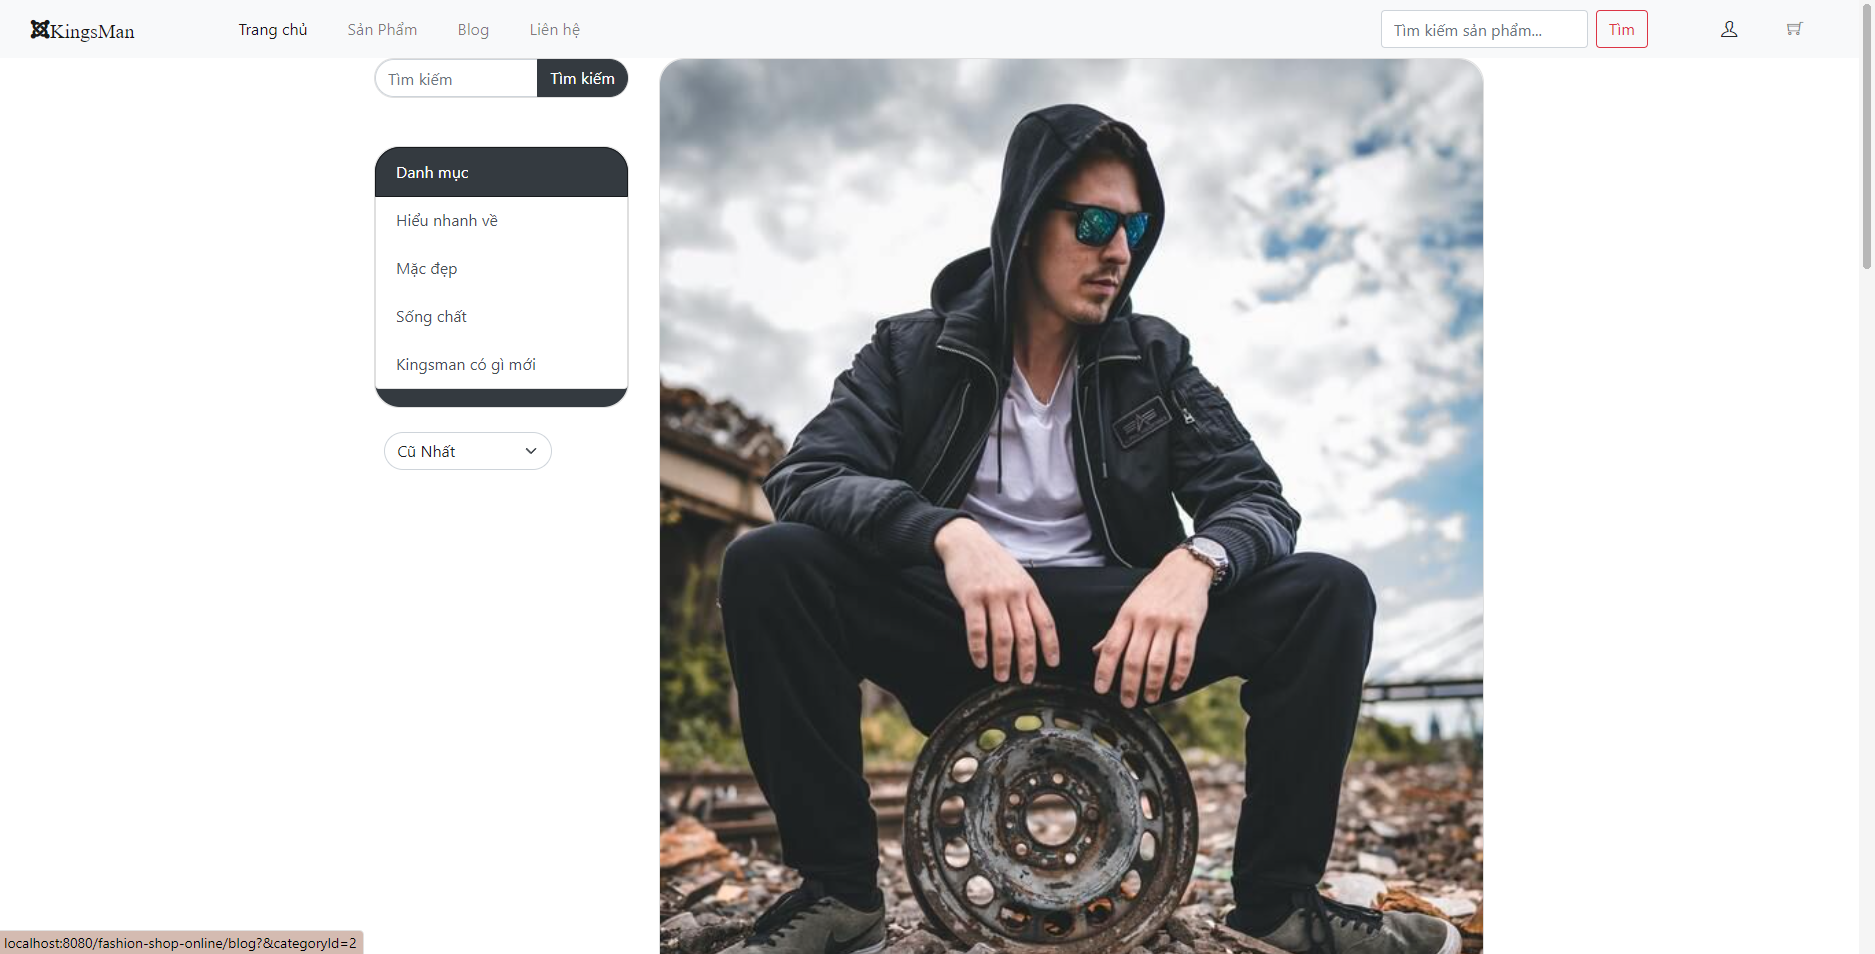 KingsMan
Trang chủ
Sản Phẩm
Blog
Liên hệ
Tìm kiếm sản phẩm...
Tìm
Tìm kiếm
Tìm kiếm
Danh mục
Hiểu nhanh về
Mặc đẹp
Sống chất
Kingsman có gì mới
Cũ Nhất
localhost:8080/fashion-shop-online/blog?&categoryId=2